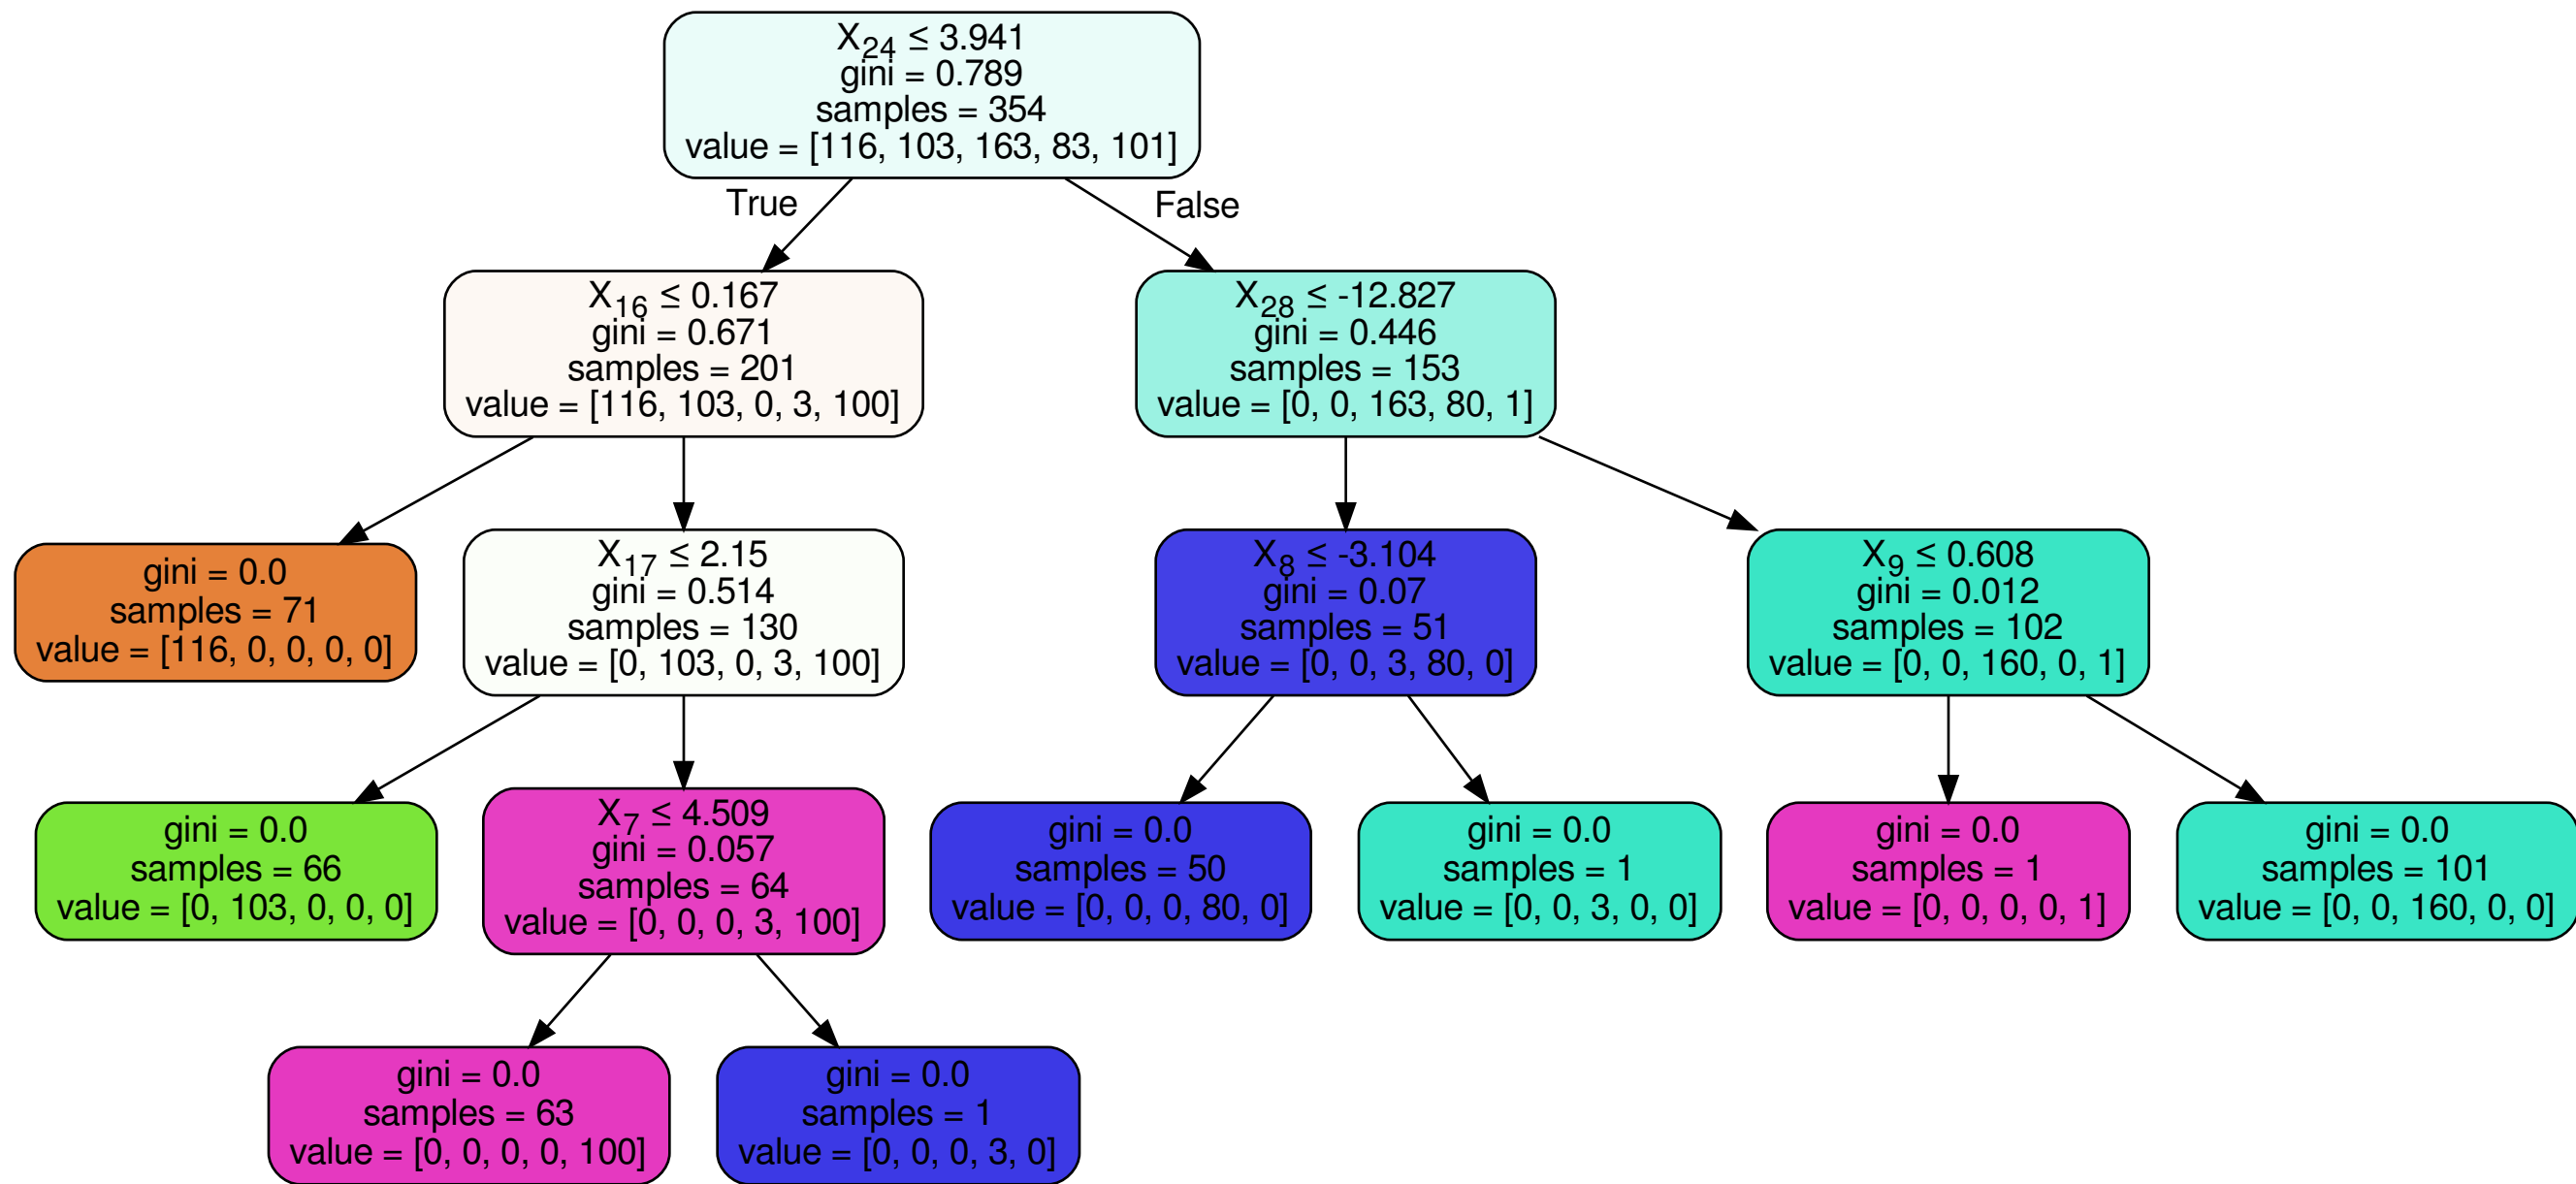 X24 ≤ 3.941
gini = 0.789
samples = 354
value = [116, 103, 163, 83, 101]
True
False
X16 ≤ 0.167
gini = 0.671
samples = 201
value = [116, 103, 0, 3, 100]
X28 ≤ -12.827
gini = 0.446
samples = 153
value = [0, 0, 163, 80, 1]
gini = 0.0
samples = 71
value = [116, 0, 0, 0, 0]
X17 ≤ 2.15
gini = 0.514
samples = 130
value = [0, 103, 0, 3, 100]
X8 ≤ -3.104
gini = 0.07
samples = 51
value = [0, 0, 3, 80, 0]
X9 ≤ 0.608
gini = 0.012
samples = 102
value = [0, 0, 160, 0, 1]
gini = 0.0
samples = 66
value = [0, 103, 0, 0, 0]
X7 ≤ 4.509
gini = 0.057
samples = 64
value = [0, 0, 0, 3, 100]
gini = 0.0
samples = 50
value = [0, 0, 0, 80, 0]
gini = 0.0
samples = 1
value = [0, 0, 3, 0, 0]
gini = 0.0
samples = 1
value = [0, 0, 0, 0, 1]
gini = 0.0
samples = 101
value = [0, 0, 160, 0, 0]
gini = 0.0
samples = 63
value = [0, 0, 0, 0, 100]
gini = 0.0
samples = 1
value = [0, 0, 0, 3, 0]